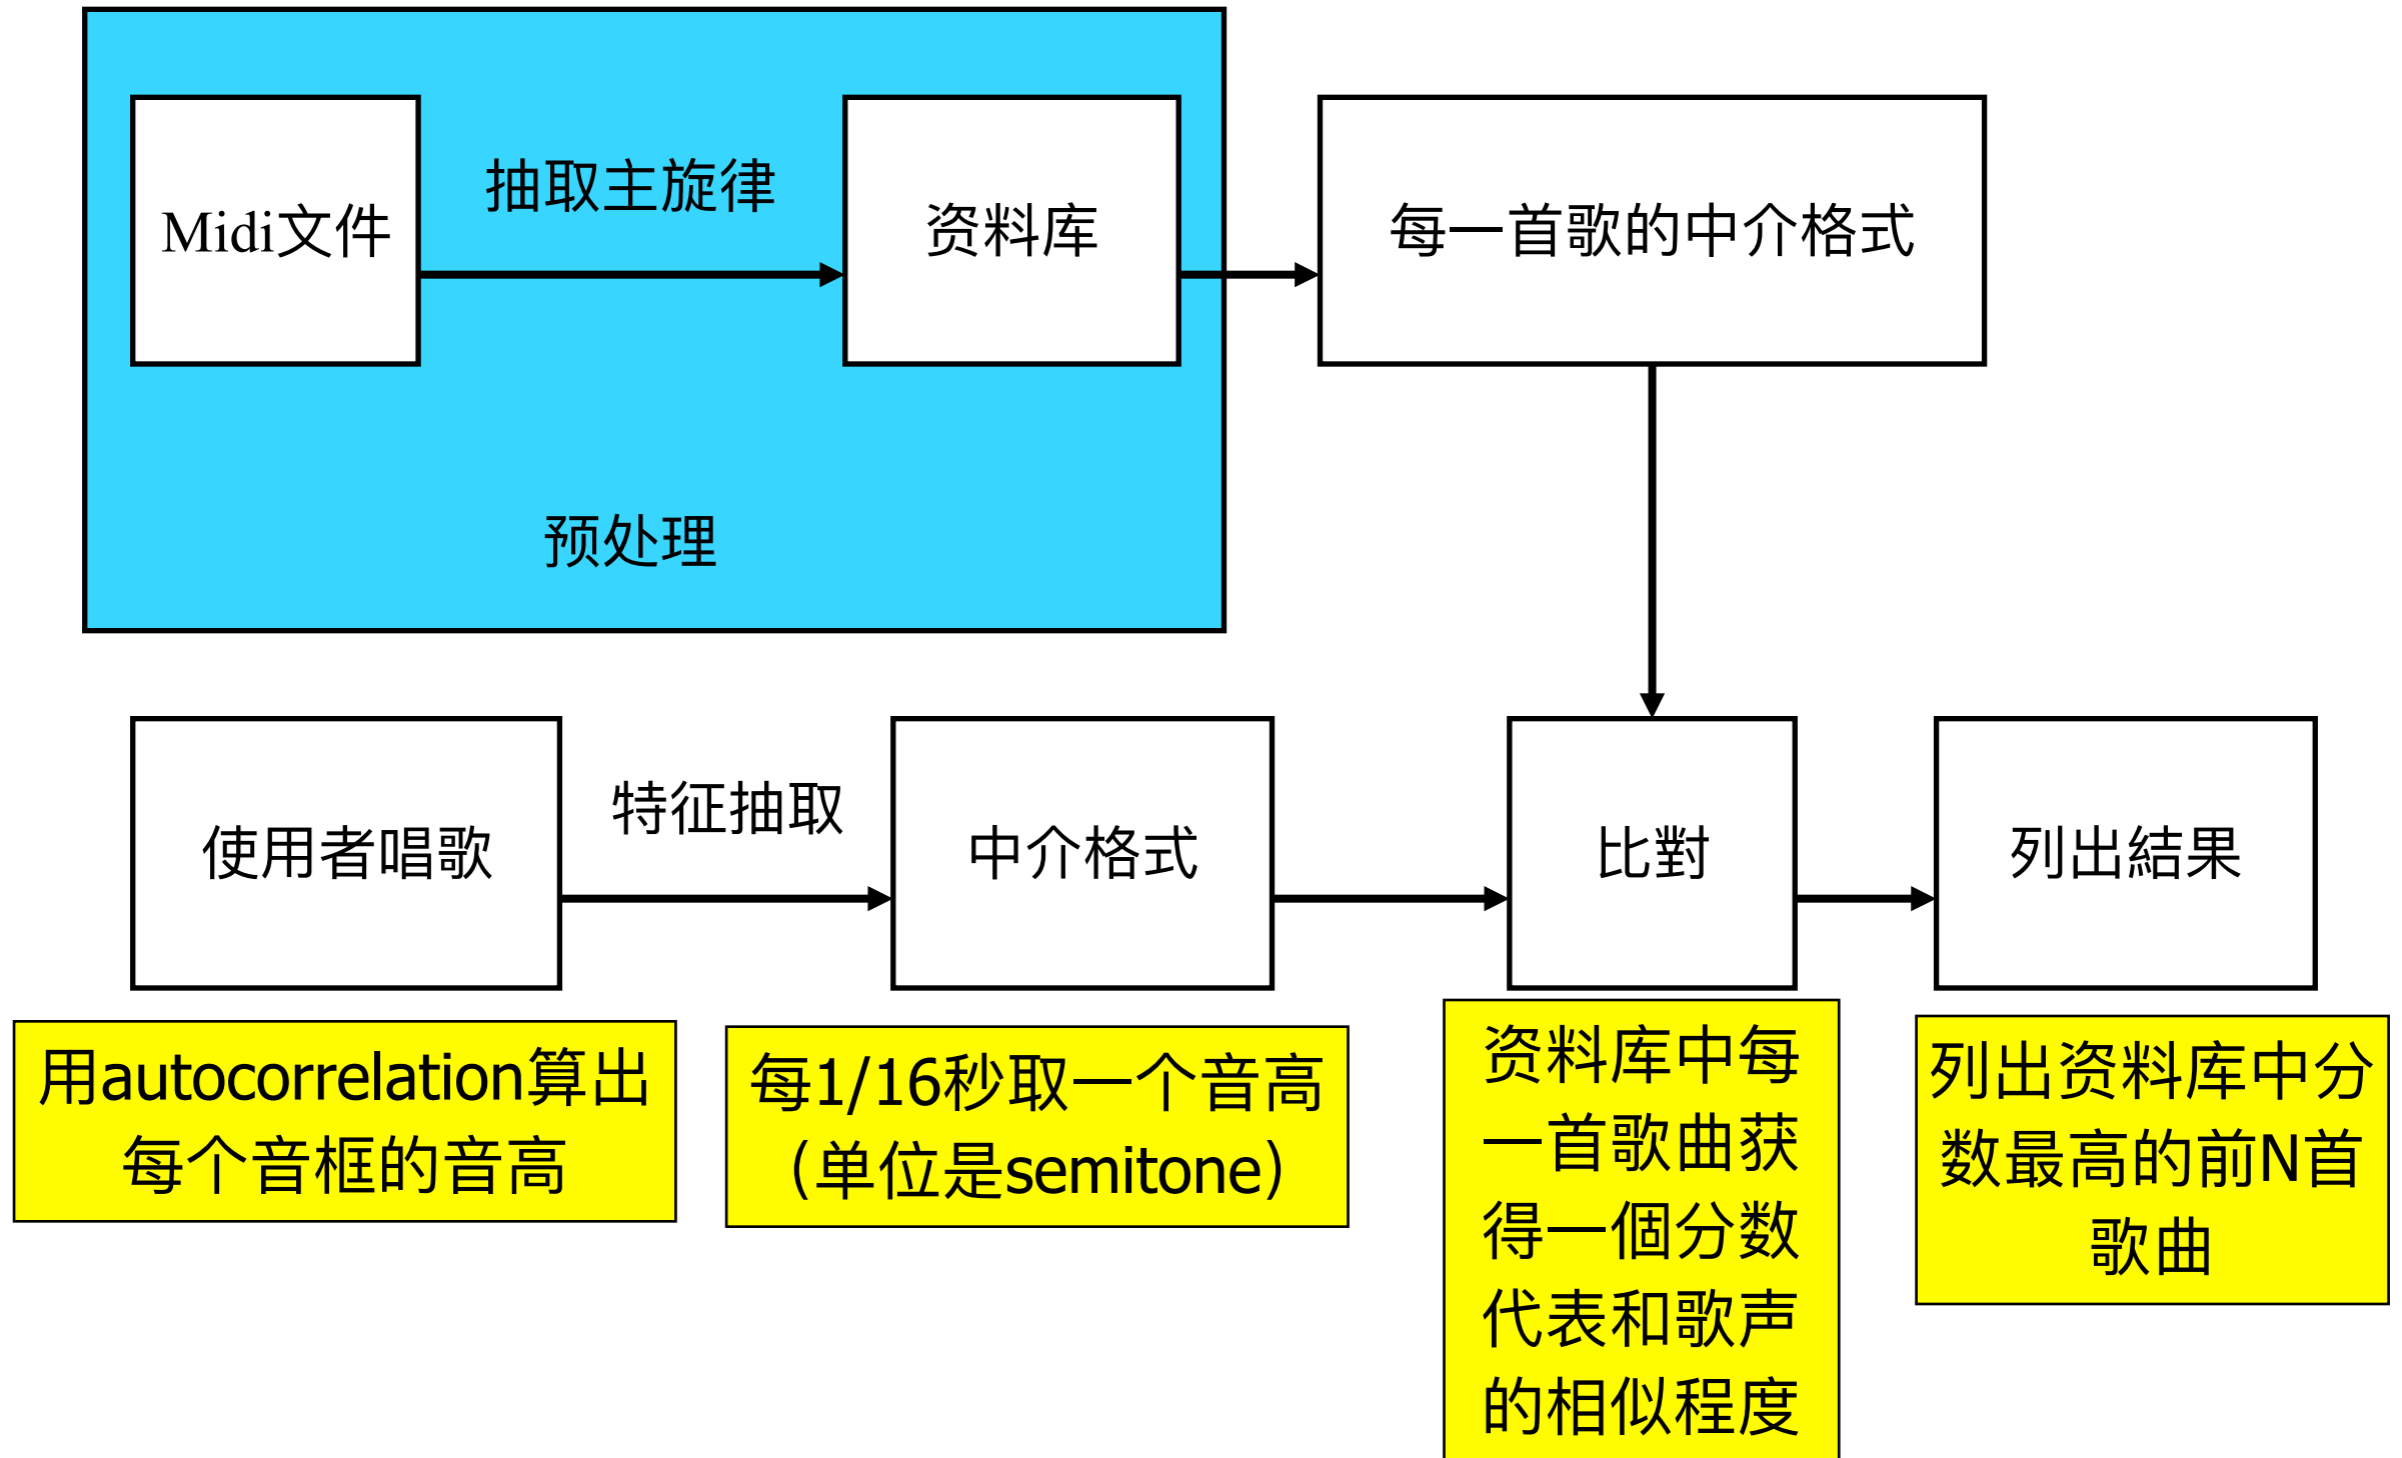 Midi文件
抽取主旋律
资料库
每一首歌的中介格式
预处理
使用者唱歌
特征抽取
中介格式
比對
列出結果
用autocorrelation算出
每个音框的音高
每1/16秒取一个音高
（单位是semitone）
资料库中每
一首歌曲获
得一個分数
代表和歌声
的相似程度
列出资料库中分
数最高的前N首
歌曲